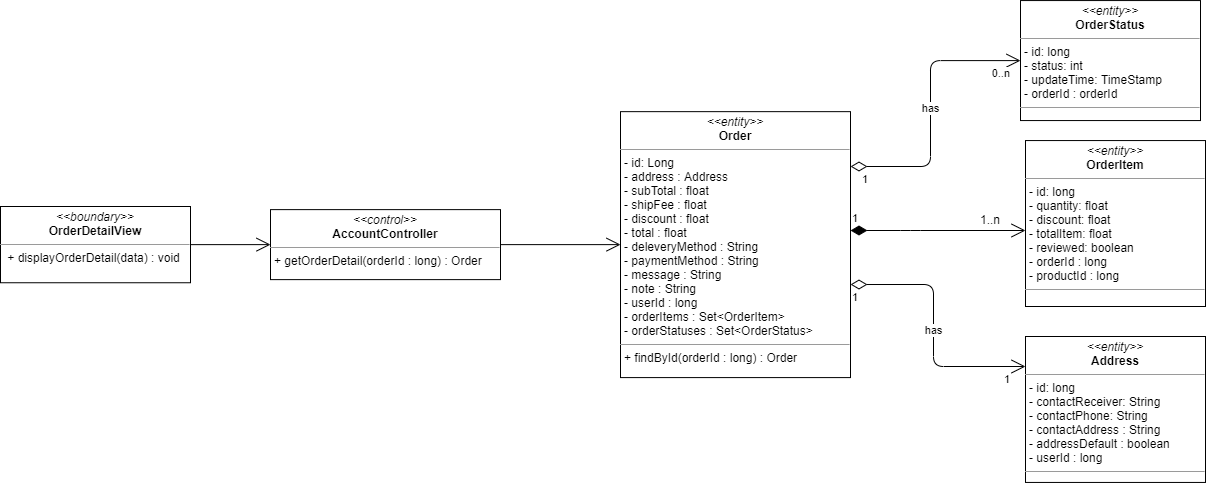 <<boundary>>
OrderDetailView
+ displayOrderDetail(data) : void
<<control>>
AccountController
+ getOrderDetail(orderId : long) : Order
<<entity>>
Order
- id: Long
- address : Address
- subTotal : float
- shipFee : float
- discount : float
- total : float
- deleveryMethod : String
- paymentMethod : String
- message : String
- note : String
- userId : long
- orderItems : Set<OrderItem>
- orderStatuses : Set<OrderStatus>
+ findById(orderId : long) : Order
1
has
0..n
1
1..n
1
has
1
<<entity>>
OrderStatus
- id: long
- status: int
- updateTime: TimeStamp
- orderId : orderId
<<entity>>
OrderItem
- id: long
- quantity: float
- discount: float
- totalItem: float
- reviewed: boolean
- orderId : long
- productId : long
<<entity>>
Address
- id: long
- contactReceiver: String
- contactPhone: String
- contactAddress : String
- addressDefault : boolean
- userId : long